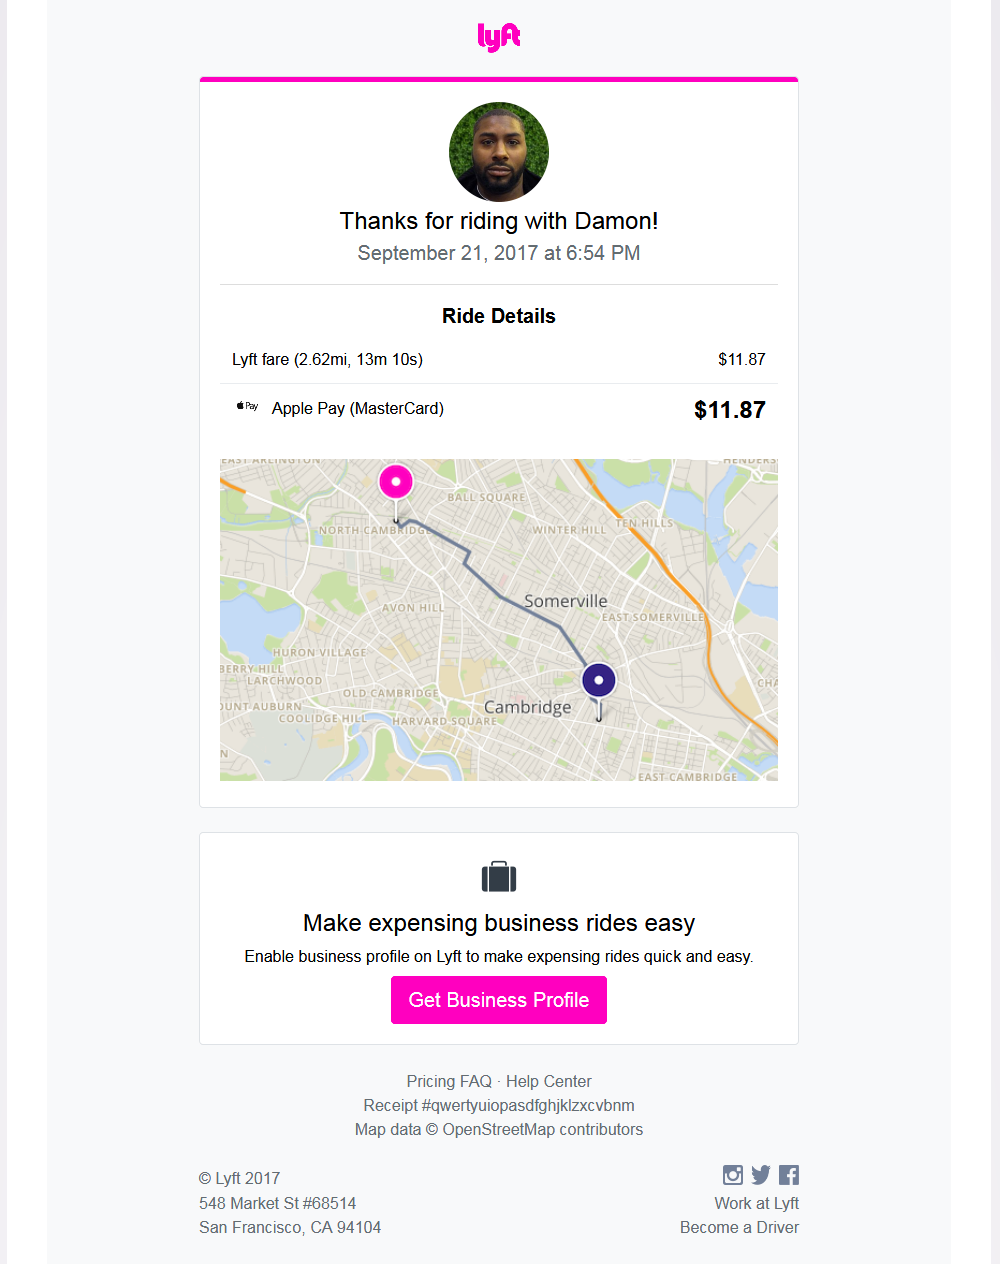 lyft
Thanks for riding with Damon!
September 21, 2017 at 6:54 PM
Ride Details
Lyft fare (2.62mi, 13m 10s) $11.87
Pay Apple Pay (MasterCard) $11.87
EAST ARLINGTON
HENDERS
BALL SQUARE
NORTH CAMBRIDGE
WINTER HILL
TEN HILLS
Somerville
AVON HILL
EAST SOMERVILLE
HURON VILLAGE
BERRY HILL
LARCHWOOD
CHA
OLD CAMBRIDGE
OUNT AUBURN
Cambridge
COOLIDGE HILL
HARVARD SQUARE
N
EAST CAMBRIDGE
Make expensing business rides easy
Enable business profile on Lyft to make expensing rides quick and easy.
Get Business Profile
Pricing FAQ · Help Center
Receipt #qwertyuiopasdfghjklzxcvbnm
Map data © OpenStreetMap contributors
© Lyft 2017
548 Market St #68514
Work at Lyft
San Francisco, CA 94104
Become a Driver